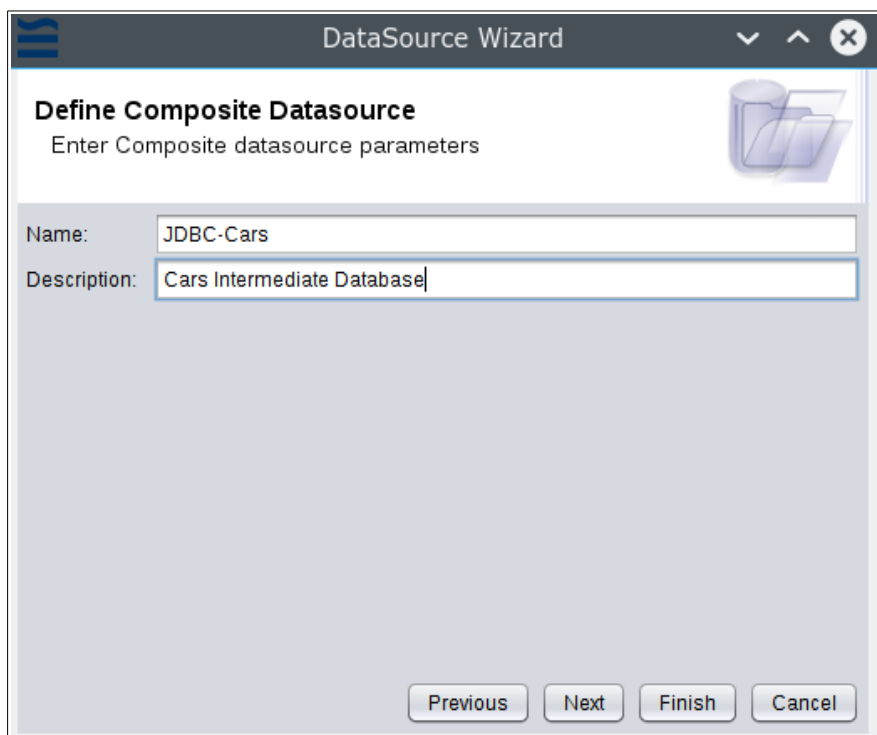 DataSource Wizard
Define Composite Datasource
Enter Composite datasource parameters
Name: JDBC-Cars
Description: Cars Intermediate Database
Previous Next Finish Cancel